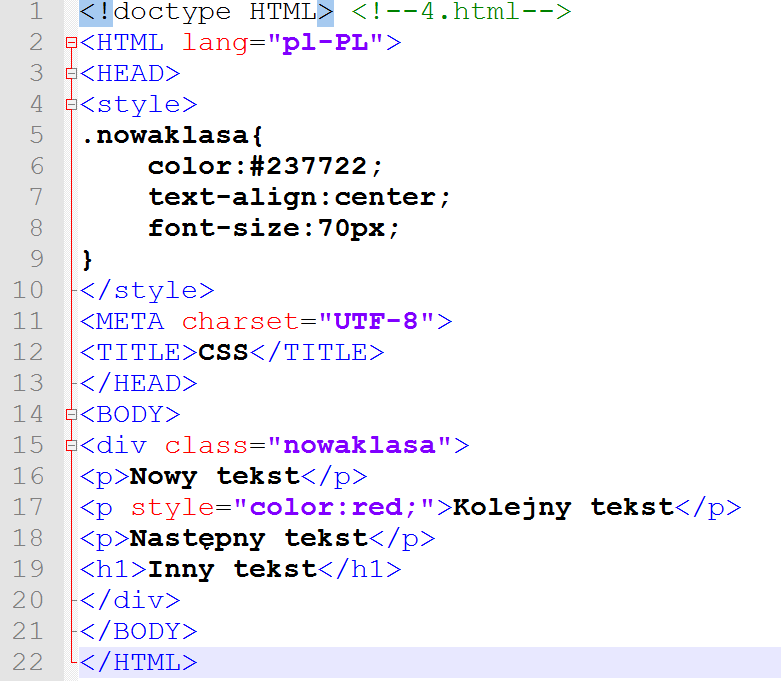 1 <!doctype HTML> <!--4.html-->
2 <HTML lang="pl-PL">
3 <HEAD>
4 <style>
5 .nowaklasa{
6     color:#237722;
7     text-align:center;
8     font-size:70px;
9 }
10 </style>
11 <META charset="UTF-8">
12 <TITLE>CSS</TITLE>
13 </HEAD>
14 <BODY>
15 <div class="nowaklasa">
16 <p>Nowy tekst</p>
17 <p style="color:red;">Kolejny tekst</p>
18 <p>Następny tekst</p>
19 <h1>Inny tekst</h1>
20 </div>
21 </BODY>
22 </HTML>